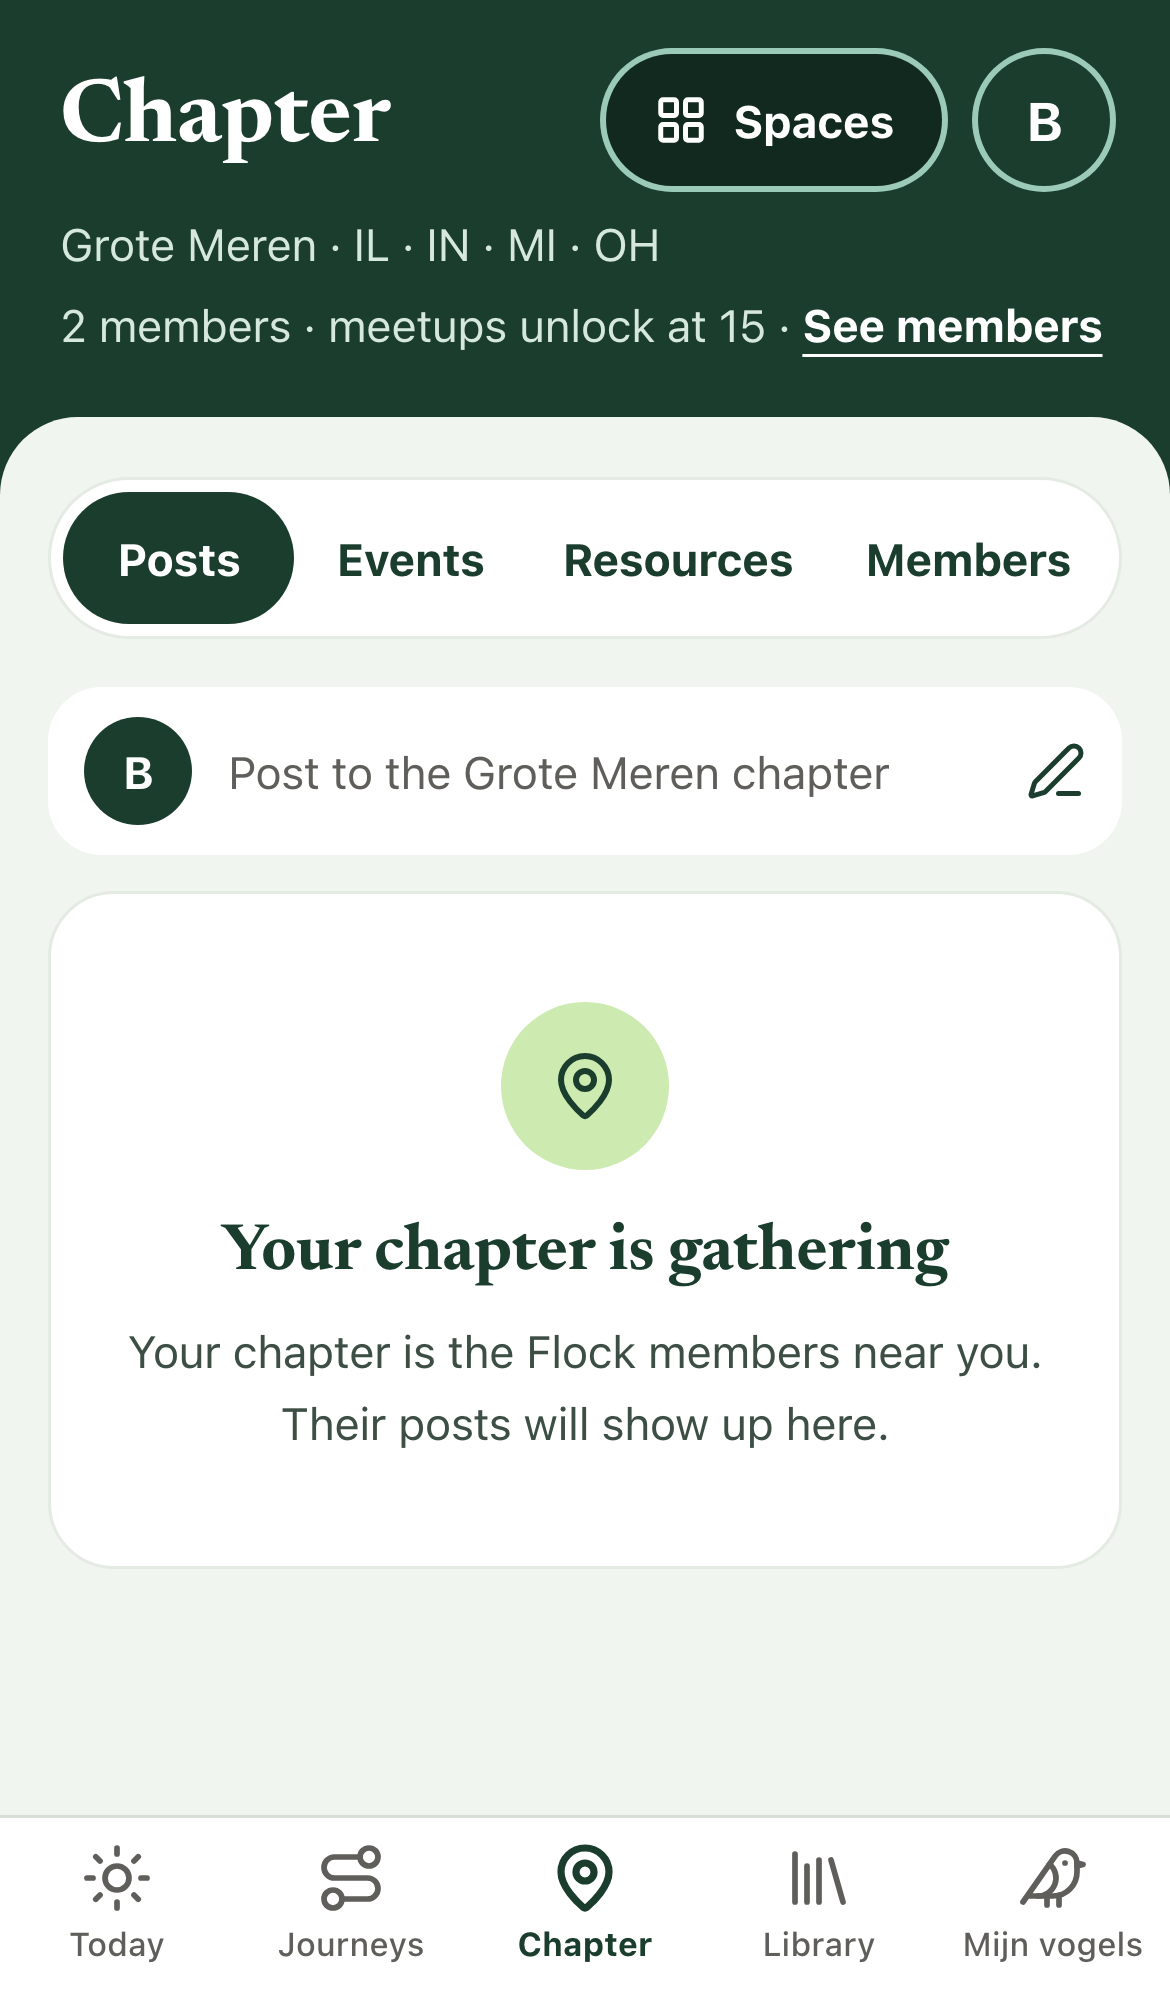 Chapter
Spaces
B
Grote Meren · IL · IN · MI · OH
2 members · meetups unlock at 15 · See members
Posts
Events
Resources
Members
B
Post to the Grote Meren chapter
Your chapter is gathering
Your chapter is the Flock members near you.
Their posts will show up here.
Today
Journeys
Chapter
Library
Mijn vogels